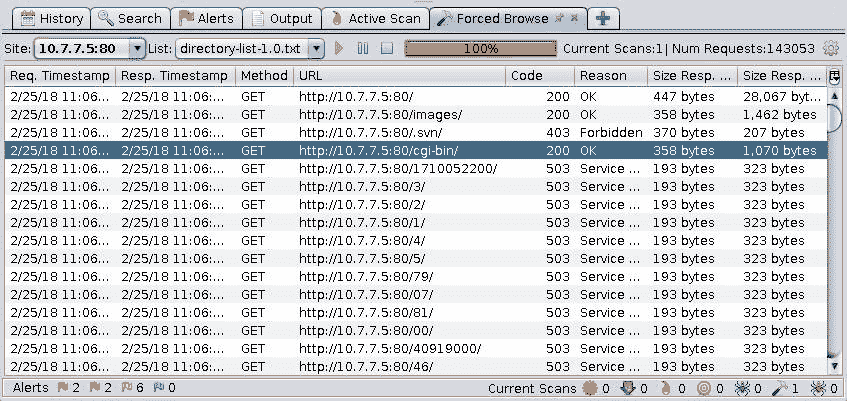 History Search Alerts Output Active Scan Forced Browse
Site: 10.7.7.5:80 List: directory-list-1.0.txt 100% Current Scans:1 Num Requests:143053
Req. Timestamp Resp. Timestamp Method URL Code Reason Size Resp. ... Size Resp. ...
2/25/18 11:06... 2/25/18 11:06:... GET http://10.7.7.5:80/ 200 OK 447 bytes 28,067 byt...
2/25/18 11:06... 2/25/18 11:06:... GET http://10.7.7.5:80/images/ 200 OK 358 bytes 1,462 bytes
2/25/18 11:06... 2/25/18 11:06:... GET http://10.7.7.5:80/.svn/ 403 Forbidden 370 bytes 207 bytes
2/25/18 11:06... 2/25/18 11:06:... GET http://10.7.7.5:80/cgi-bin/ 200 OK 358 bytes 1,070 bytes
2/25/18 11:06... 2/25/18 11:06:... GET http://10.7.7.5:80/1710052200/ 503 Service ... 193 bytes 323 bytes
2/25/18 11:06... 2/25/18 11:06:... GET http://10.7.7.5:80/3/ 503 Service ... 193 bytes 323 bytes
2/25/18 11:06... 2/25/18 11:06:... GET http://10.7.7.5:80/2/ 503 Service ... 193 bytes 323 bytes
2/25/18 11:06... 2/25/18 11:06:... GET http://10.7.7.5:80/1/ 503 Service ... 193 bytes 323 bytes
2/25/18 11:06... 2/25/18 11:06:... GET http://10.7.7.5:80/4/ 503 Service ... 193 bytes 323 bytes
2/25/18 11:06... 2/25/18 11:06:... GET http://10.7.7.5:80/5/ 503 Service ... 193 bytes 323 bytes
2/25/18 11:06... 2/25/18 11:06:... GET http://10.7.7.5:80/79/ 503 Service ... 193 bytes 323 bytes
2/25/18 11:06... 2/25/18 11:06:... GET http://10.7.7.5:80/07/ 503 Service ... 193 bytes 323 bytes
2/25/18 11:06... 2/25/18 11:06:... GET http://10.7.7.5:80/81/ 503 Service ... 193 bytes 323 bytes
2/25/18 11:06... 2/25/18 11:06:... GET http://10.7.7.5:80/00/ 503 Service ... 193 bytes 323 bytes
2/25/18 11:06... 2/25/18 11:06:... GET http://10.7.7.5:80/40919000/ 503 Service ... 193 bytes 323 bytes
2/25/18 11:06... 2/25/18 11:06:... GET http://10.7.7.5:80/46/ 503 Service ... 193 bytes 323 bytes
Alerts 2 2 6 0 Current Scans 0 0 0 0 0 1 0